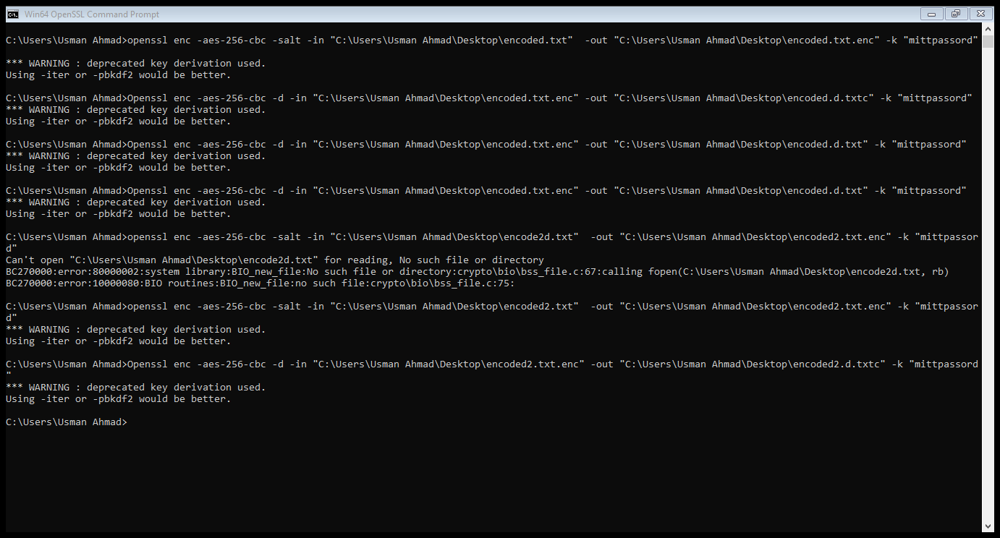 Win64 OpenSSL Command Prompt
C:\Users\Usman Ahmad>openssl enc -aes-256-cbc -salt -in "C:\Users\Usman Ahmad\Desktop\encoded.txt"  -out "C:\Users\Usman Ahmad\Desktop\encoded.txt.enc" -k "mittpassord"
*** WARNING : deprecated key derivation used.
Using -iter or -pbkdf2 would be better.
C:\Users\Usman Ahmad>Openssl enc -aes-256-cbc -d -in "C:\Users\Usman Ahmad\Desktop\encoded.txt.enc" -out "C:\Users\Usman Ahmad\Desktop\encoded.d.txtc" -k "mittpassord"
*** WARNING : deprecated key derivation used.
Using -iter or -pbkdf2 would be better.
C:\Users\Usman Ahmad>Openssl enc -aes-256-cbc -d -in "C:\Users\Usman Ahmad\Desktop\encoded.txt.enc" -out "C:\Users\Usman Ahmad\Desktop\encoded.d.txt" -k "mittpassord"
*** WARNING : deprecated key derivation used.
Using -iter or -pbkdf2 would be better.
C:\Users\Usman Ahmad>Openssl enc -aes-256-cbc -d -in "C:\Users\Usman Ahmad\Desktop\encoded.txt.enc" -out "C:\Users\Usman Ahmad\Desktop\encoded.d.txt" -k "mittpassord"
*** WARNING : deprecated key derivation used.
Using -iter or -pbkdf2 would be better.
C:\Users\Usman Ahmad>openssl enc -aes-256-cbc -salt -in "C:\Users\Usman Ahmad\Desktop\encode2d.txt"  -out "C:\Users\Usman Ahmad\Desktop\encoded2.txt.enc" -k "mittpassor
d"
Can't open "C:\Users\Usman Ahmad\Desktop\encode2d.txt" for reading, No such file or directory
BC270000:error:80000002:system library:BIO_new_file:No such file or directory:crypto\bio\bss_file.c:67:calling fopen(C:\Users\Usman Ahmad\Desktop\encode2d.txt, rb)
BC270000:error:10000080:BIO routines:BIO_new_file:no such file:crypto\bio\bss_file.c:75:
C:\Users\Usman Ahmad>openssl enc -aes-256-cbc -salt -in "C:\Users\Usman Ahmad\Desktop\encoded2.txt"  -out "C:\Users\Usman Ahmad\Desktop\encoded2.txt.enc" -k "mittpassor
d"
*** WARNING : deprecated key derivation used.
Using -iter or -pbkdf2 would be better.
C:\Users\Usman Ahmad>Openssl enc -aes-256-cbc -d -in "C:\Users\Usman Ahmad\Desktop\encoded2.txt.enc" -out "C:\Users\Usman Ahmad\Desktop\encoded2.d.txtc" -k "mittpassord
"
*** WARNING : deprecated key derivation used.
Using -iter or -pbkdf2 would be better.
C:\Users\Usman Ahmad>